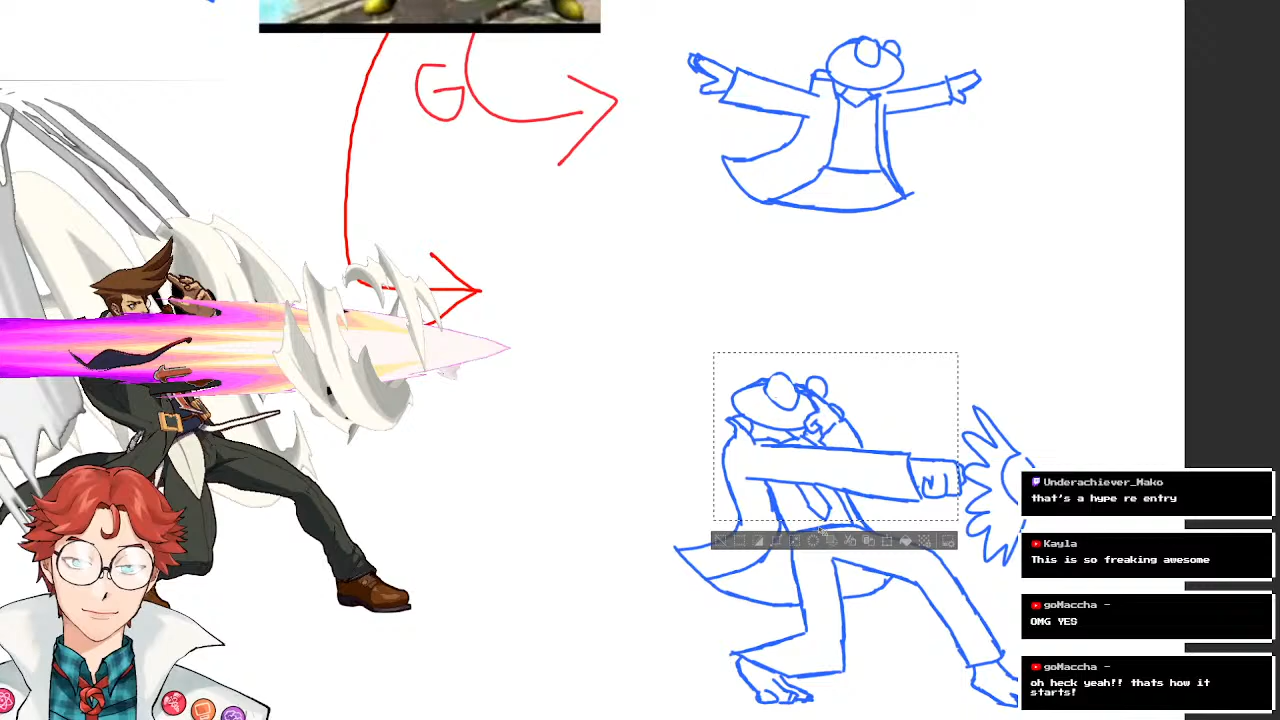 G
Underachiever_Mako
that's a hype re entry
Kayla
This is so freaking awesome
goMaccha -
OMG YES
goMaccha -
oh heck yeah!! thats how it
starts!